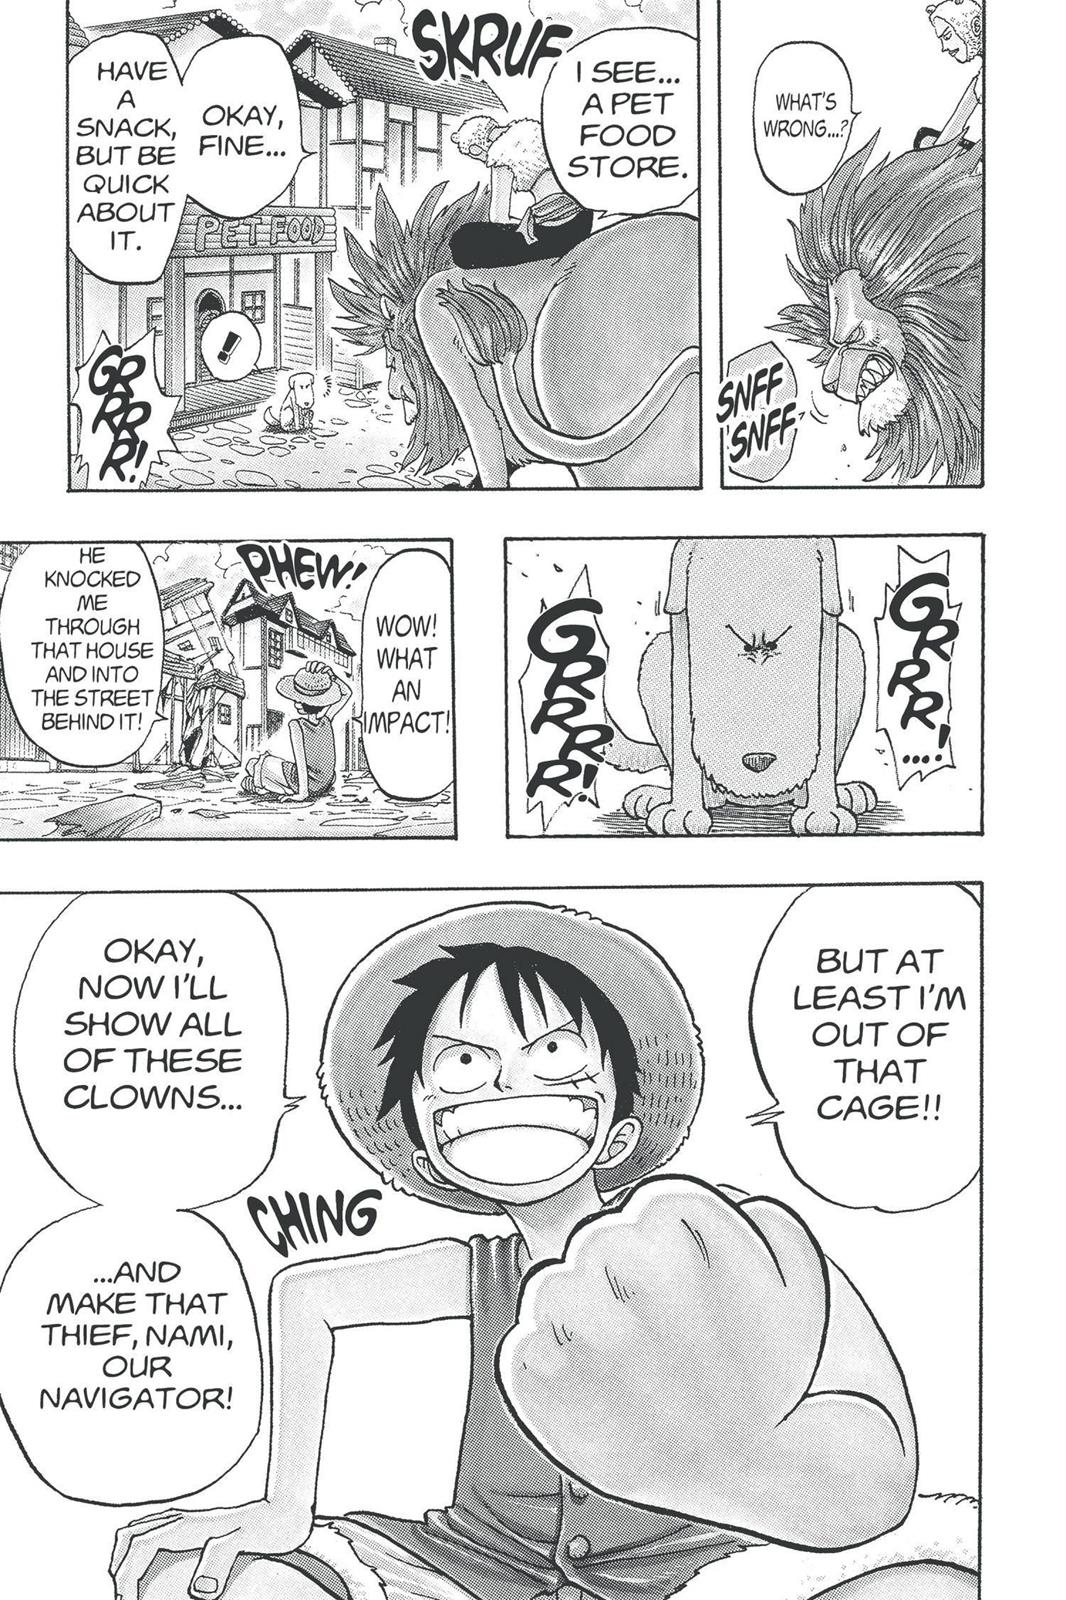 WHAT'S
WRONG...?
SNFF
SNFF
SKRUF
I SEE...
A PET
FOOD
STORE.
OKAY,
FINE...
HAVE
A
SNACK,
BUT BE
QUICK
ABOUT
IT.
PET FOOD
!
GRRRR!
GRRR!....
GRRRR!
WOW!
WHAT
AN
IMPACT!
PHEW!
HE
KNOCKED
ME
THROUGH
THAT HOUSE
AND INTO
THE STREET
BEHIND IT!
BUT AT
LEAST I'M
OUT OF
THAT
CAGE!!
OKAY,
NOW I'LL
SHOW ALL
OF THESE
CLOWNS...
CHING
...AND
MAKE THAT
THIEF, NAMI,
OUR
NAVIGATOR!